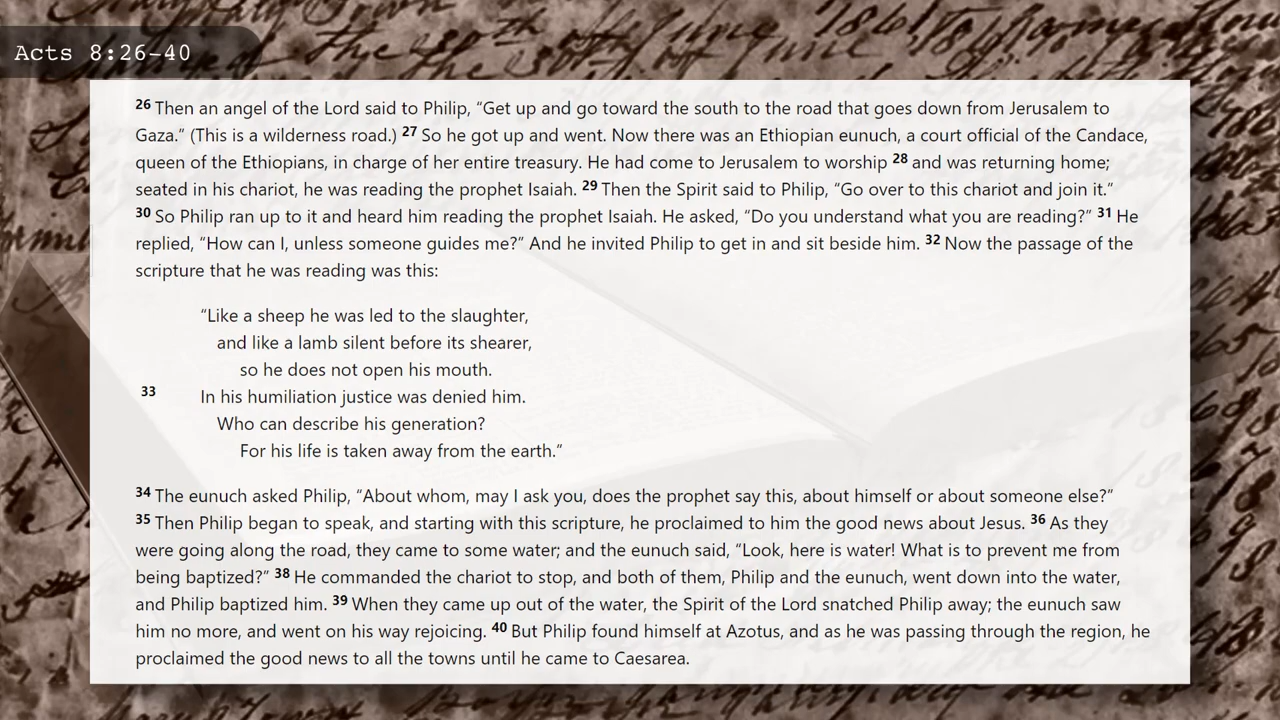 Acts 8:26-40
26 Then an angel of the Lord said to Philip, “Get up and go toward the south to the road that goes down from Jerusalem to
Gaza.” (This is a wilderness road.) 27 So he got up and went. Now there was an Ethiopian eunuch, a court official of the Candace,
queen of the Ethiopians, in charge of her entire treasury. He had come to Jerusalem to worship 28 and was returning home;
seated in his chariot, he was reading the prophet Isaiah. 29 Then the Spirit said to Philip, “Go over to this chariot and join it.”
30 So Philip ran up to it and heard him reading the prophet Isaiah. He asked, “Do you understand what you are reading?” 31 He
replied, “How can I, unless someone guides me?” And he invited Philip to get in and sit beside him. 32 Now the passage of the
scripture that he was reading was this:
“Like a sheep he was led to the slaughter,
and like a lamb silent before its shearer,
so he does not open his mouth.
33 In his humiliation justice was denied him.
Who can describe his generation?
For his life is taken away from the earth.”
34 The eunuch asked Philip, “About whom, may I ask you, does the prophet say this, about himself or about someone else?”
35 Then Philip began to speak, and starting with this scripture, he proclaimed to him the good news about Jesus. 36 As they
were going along the road, they came to some water; and the eunuch said, “Look, here is water! What is to prevent me from
being baptized?” 38 He commanded the chariot to stop, and both of them, Philip and the eunuch, went down into the water,
and Philip baptized him. 39 When they came up out of the water, the Spirit of the Lord snatched Philip away; the eunuch saw
him no more, and went on his way rejoicing. 40 But Philip found himself at Azotus, and as he was passing through the region, he
proclaimed the good news to all the towns until he came to Caesarea.